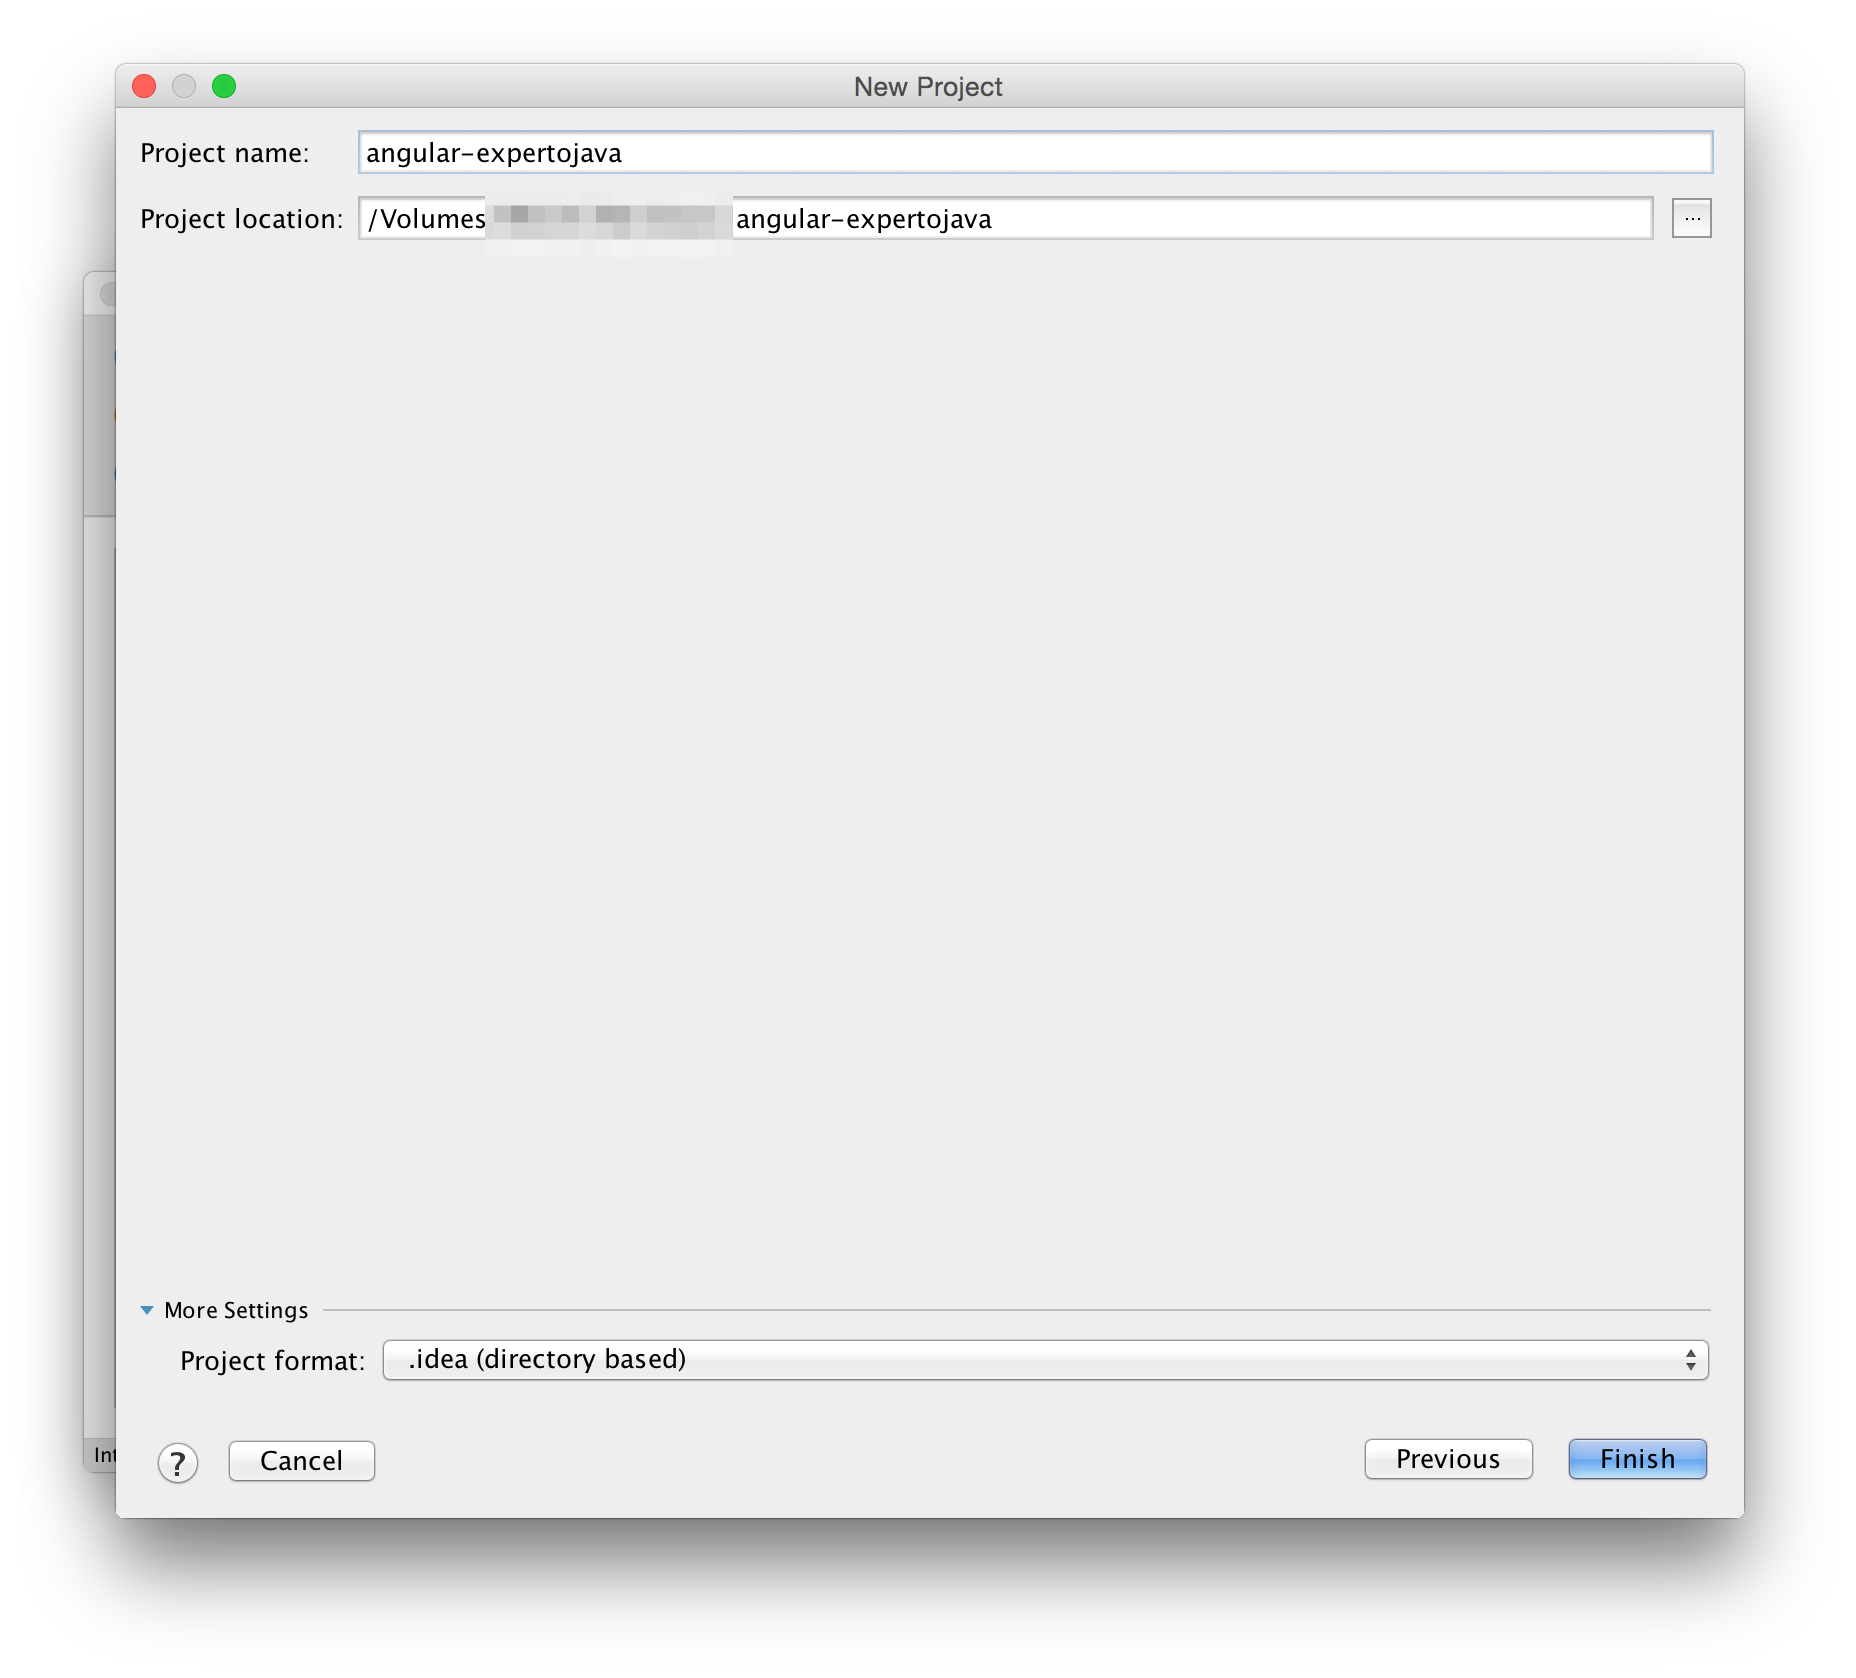 New Project
Project name: angular-expertojava
Project location: /Volumes angular-expertojava ...
More Settings
Project format: .idea (directory based)
Int
? Cancel Previous Finish